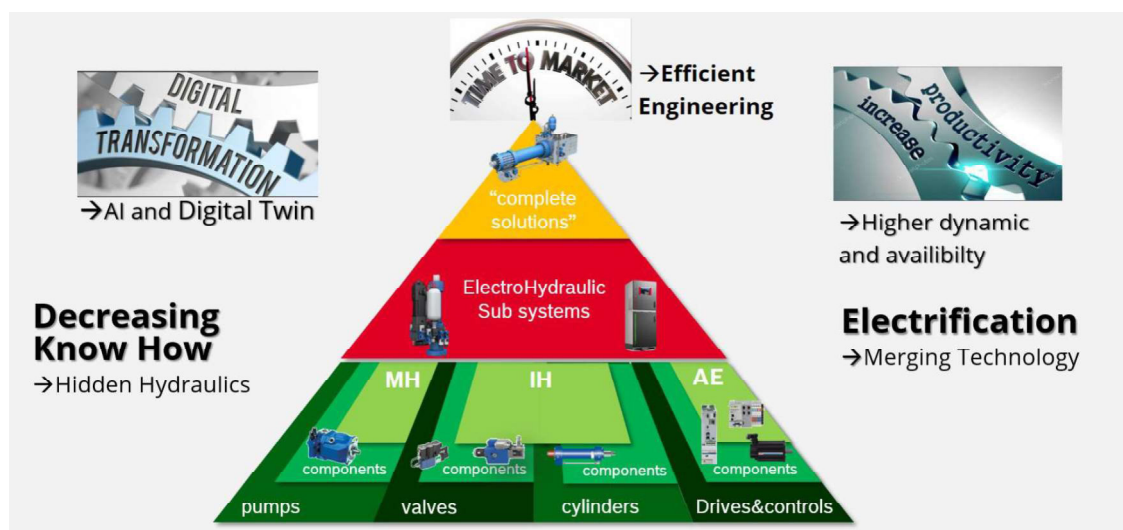 TIME TO MARKET
→Efficient
Engineering
DIGITAL
TRANSFORMATION
→AI and Digital Twin
increase
productivity
→Higher dynamic
and availibilty
"complete
solutions"
ElectroHydraulic
Sub systems
Decreasing
Know How
→Hidden Hydraulics
Electrification
→Merging Technology
MH
IH
AE
components
components
components
components
pumps
valves
cylinders
Drives&controls